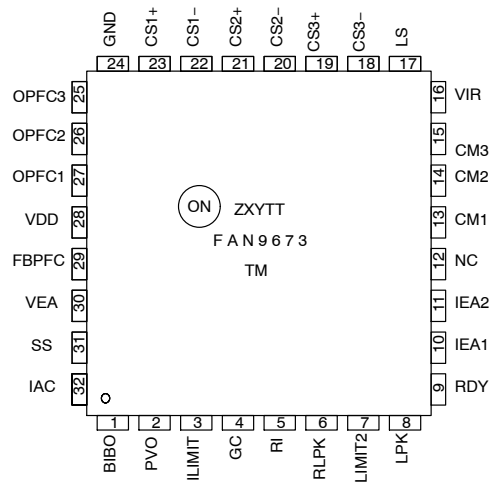 GND CS1+ CS1− CS2+ CS2− CS3+ CS3− LS
24 23 22 21 20 19 18 17
OPFC3 25
OPFC2 26
OPFC1 27
VDD 28
FBPFC 29
VEA 30
SS 31
IAC 32
ON ZXYTT
FAN9673
TM
16 VIR
15 CM3
14 CM2
13 CM1
12 NC
11 IEA2
10 IEA1
9 RDY
1 2 3 4 5 6 7 8
BIBO PVO ILIMIT GC RI RLPK LIMIT2 LPK